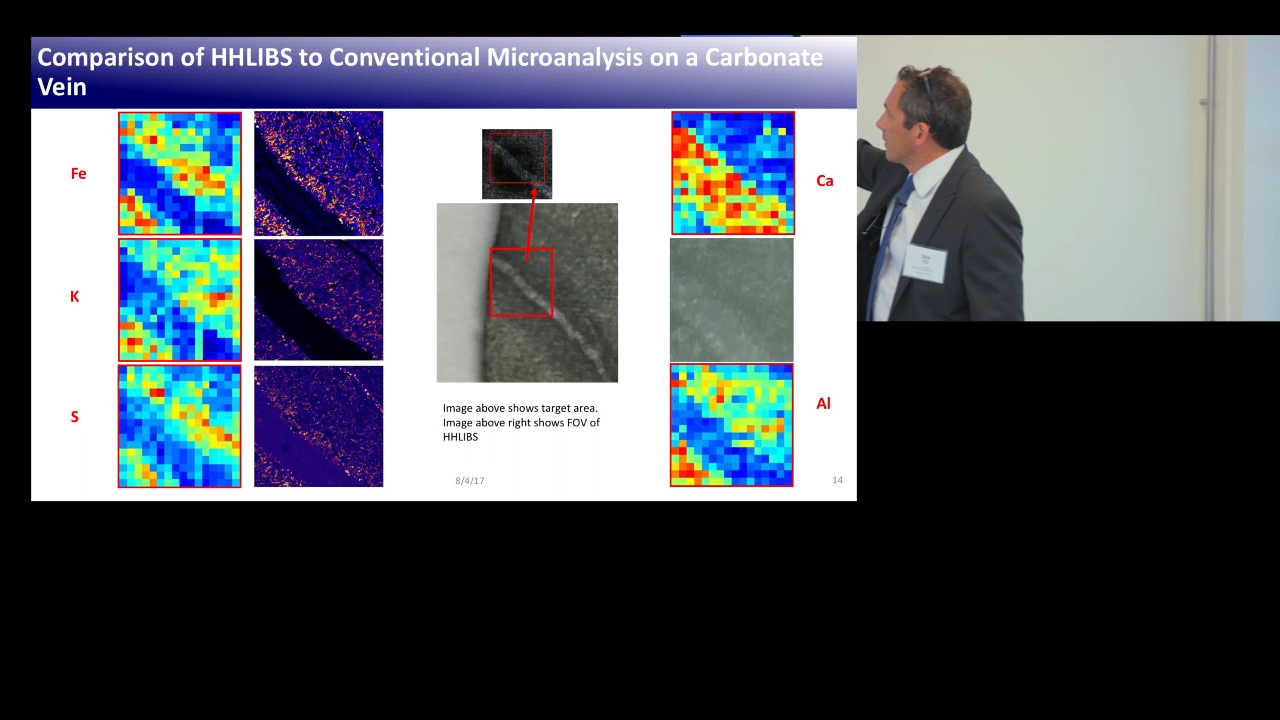 Comparison of HHLIBS to Conventional Microanalysis on a Carbonate
Vein
Fe
K
S
Ca
Al
Image above shows target area.
Image above right shows FOV of
HHLIBS
8/4/17
14